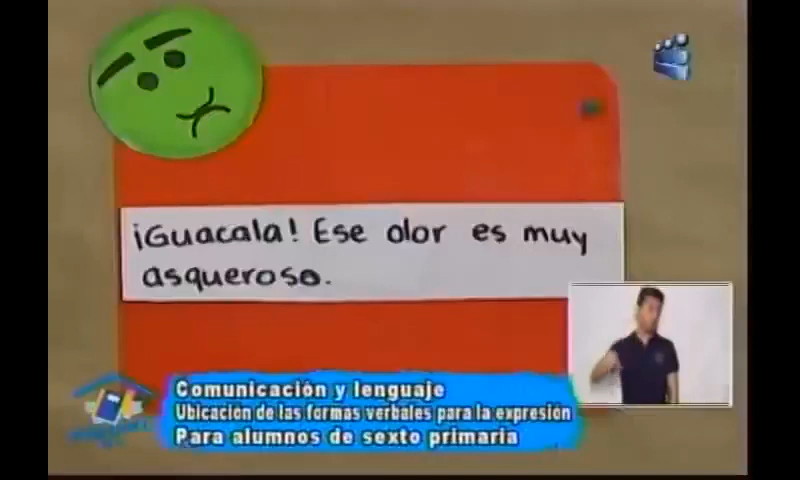 ¡Guacala! Ese olor es muy
asqueroso.
Comunicación y lenguaje
Ubicación de las formas verbales para la expresión
Para alumnos de sexto primaria